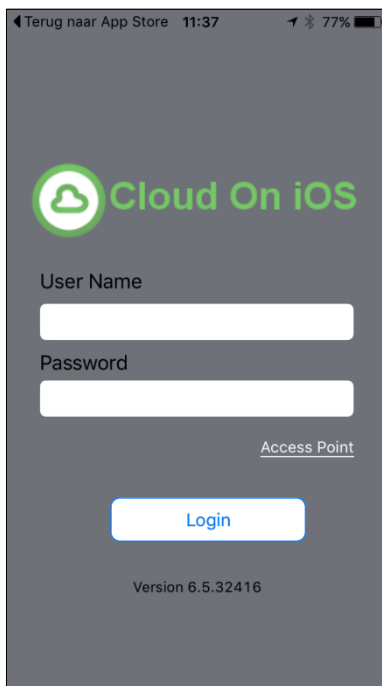 Terug naar App Store 11:37 77%
Cloud On iOS
User Name
Password
Access Point
Login
Version 6.5.32416